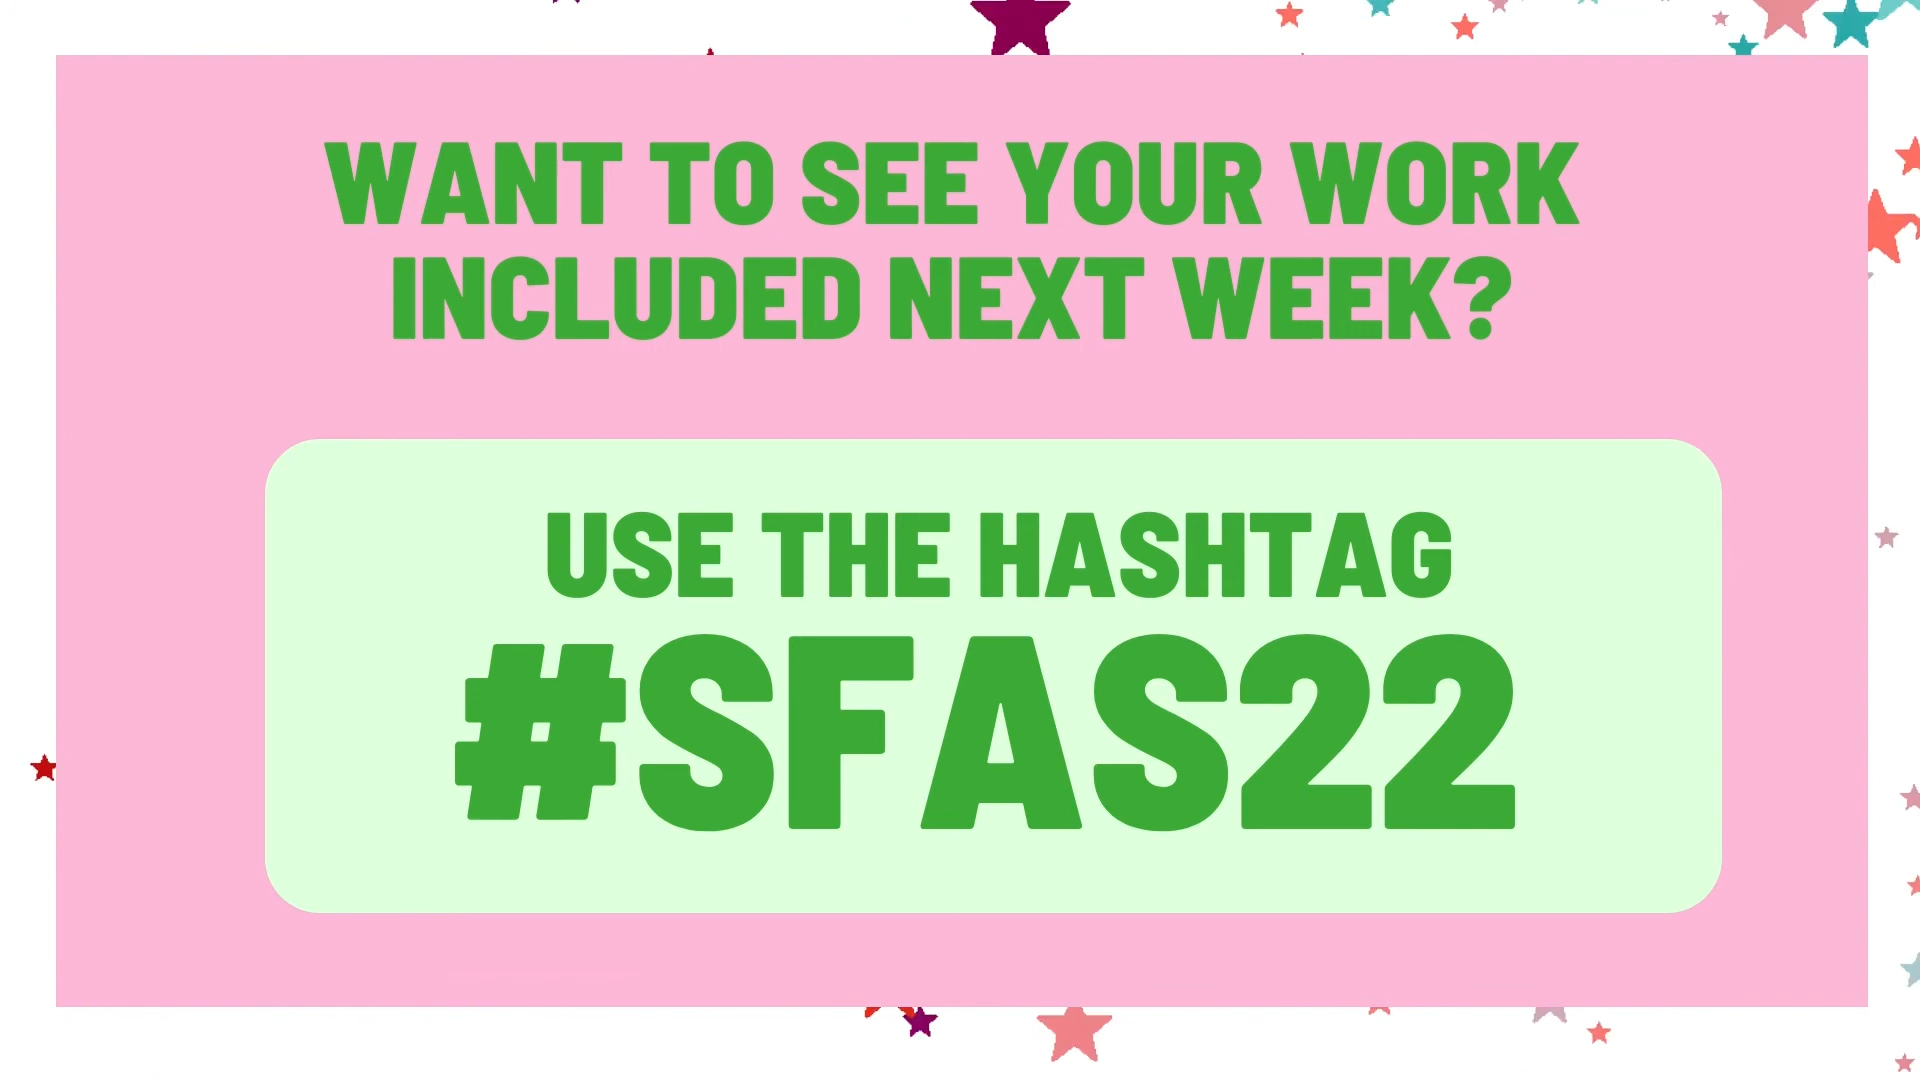 WANT TO SEE YOUR WORK
INCLUDED NEXT WEEK?
USE THE HASHTAG
#SFAS22